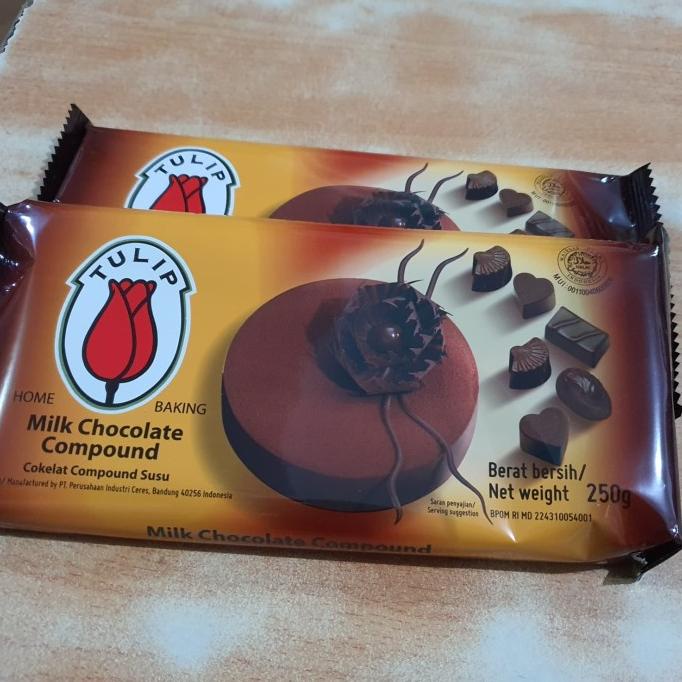 TULIP
TULIP
HOME BAKING
Milk Chocolate
Compound
Cokelat Compound Susu
Manufactured by PT. Perusahaan Industri Ceres, Bandung 40256 Indonesia
Saran penyajian/
Serving suggestion
Berat bersih/
Net weight 250g
BPOM RI MD 224310054001
Milk Chocolate Compound